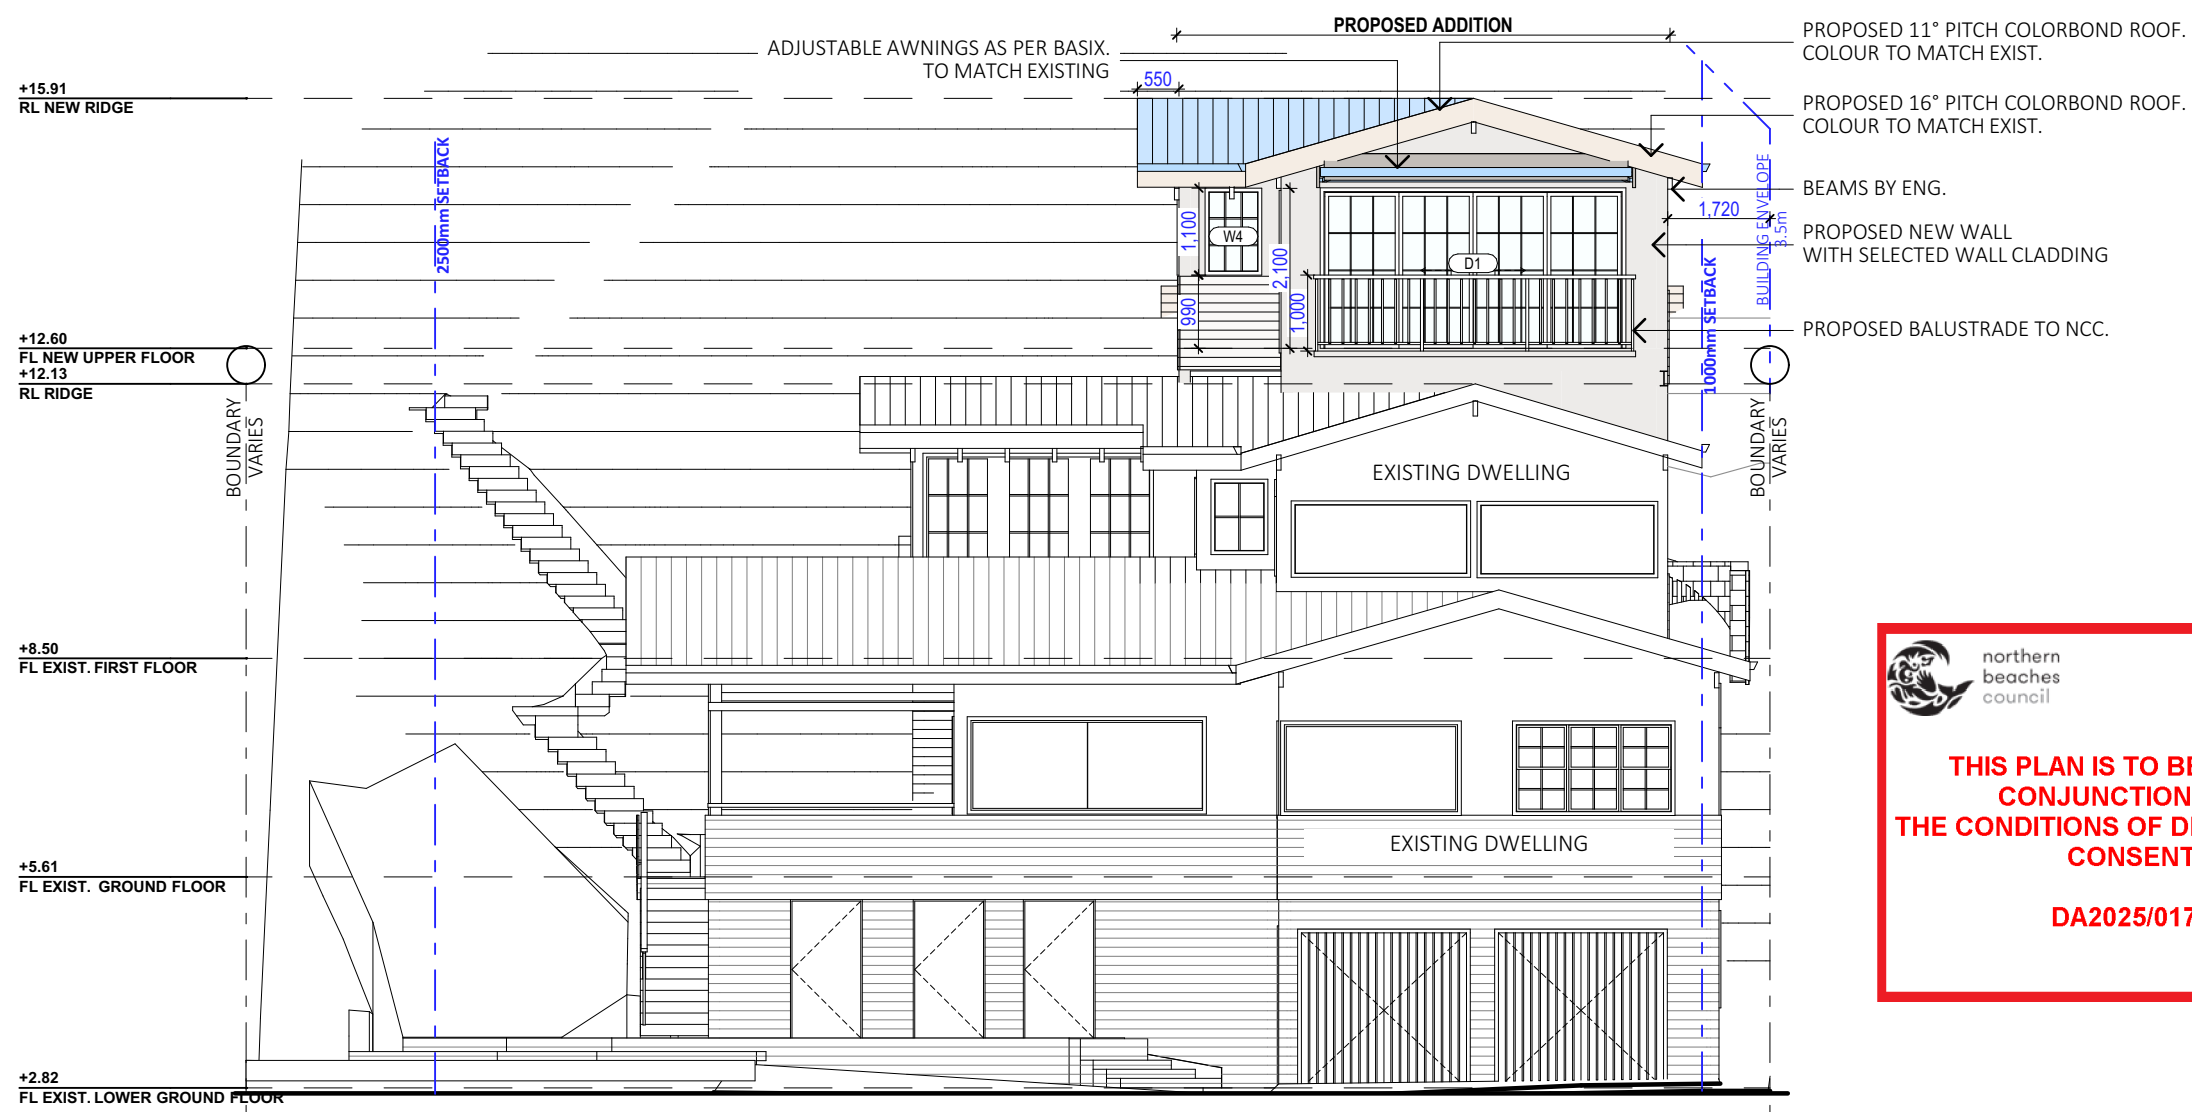 PROPOSED ADDITION
ADJUSTABLE AWNINGS AS PER BASIX.
TO MATCH EXISTING
PROPOSED 11° PITCH COLORBOND ROOF.
COLOUR TO MATCH EXIST.
550
+15.91
RL NEW RIDGE
PROPOSED 16° PITCH COLORBOND ROOF.
COLOUR TO MATCH EXIST.
2500mm SETBACK
BUILDING ENVELOPE
3.5m
BEAMS BY ENG.
1,720
1,100
W4
2,100
D1
PROPOSED NEW WALL
WITH SELECTED WALL CLADDING
990
1,000
1000mm SETBACK
PROPOSED BALUSTRADE TO NCC.
+12.60
FL NEW UPPER FLOOR
+12.13
RL RIDGE
BOUNDARY
VARIES
BOUNDARY
VARIES
EXISTING DWELLING
+8.50
FL EXIST. FIRST FLOOR
northern
beaches
council
THIS PLAN IS TO BE
CONJUNCTION
THE CONDITIONS OF
CONSENT
DA2025/017
EXISTING DWELLING
+5.61
FL EXIST. GROUND FLOOR
+2.82
FL EXIST. LOWER GROUND FLOOR